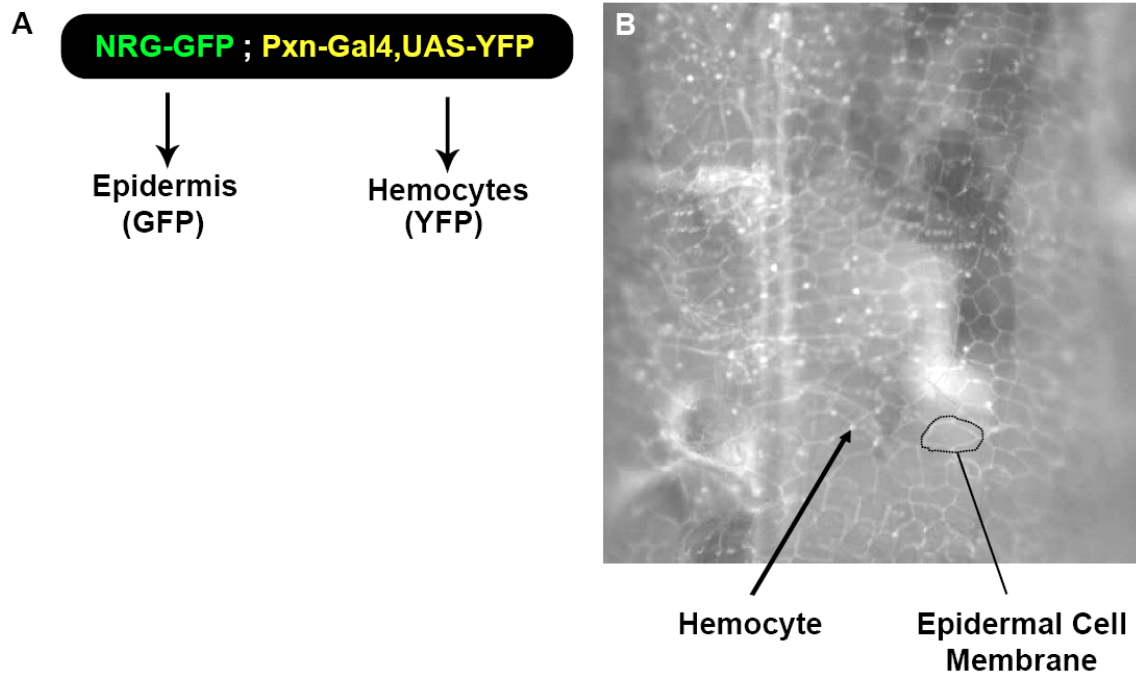 A
NRG-GFP ; Pxn-Gal4,UAS-YFP
Epidermis
(GFP)
Hemocytes
(YFP)
B
Hemocyte
Epidermal Cell
Membrane